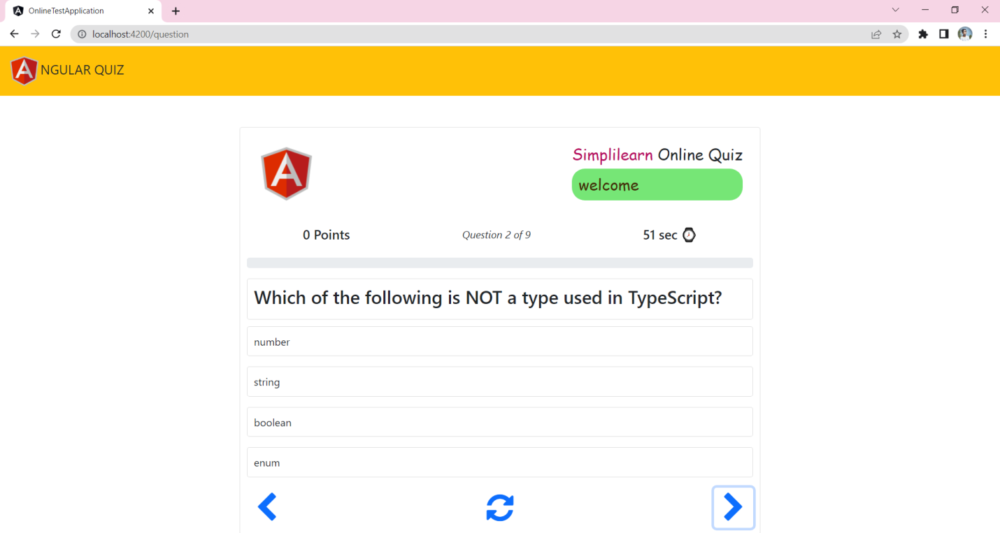 OnlineTestApplication
localhost:4200/question
A NGULAR QUIZ
A
Simplilearn Online Quiz
welcome
0 Points Question 2 of 9 51 sec
Which of the following is NOT a type used in TypeScript?
number
string
boolean
enum